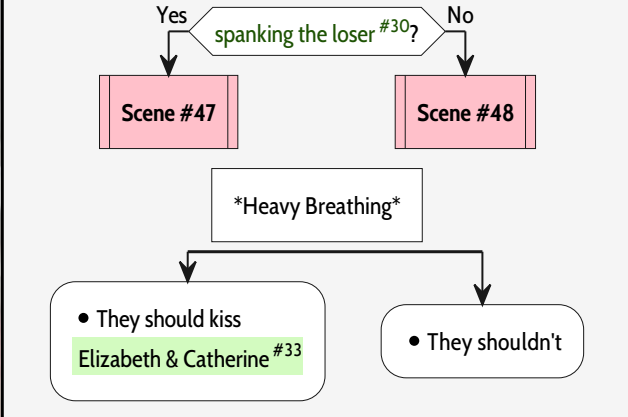 Yes
No
spanking the loser #30?
Scene #47
Scene #48
*Heavy Breathing*
• They should kiss
Elizabeth & Catherine #33
• They shouldn't